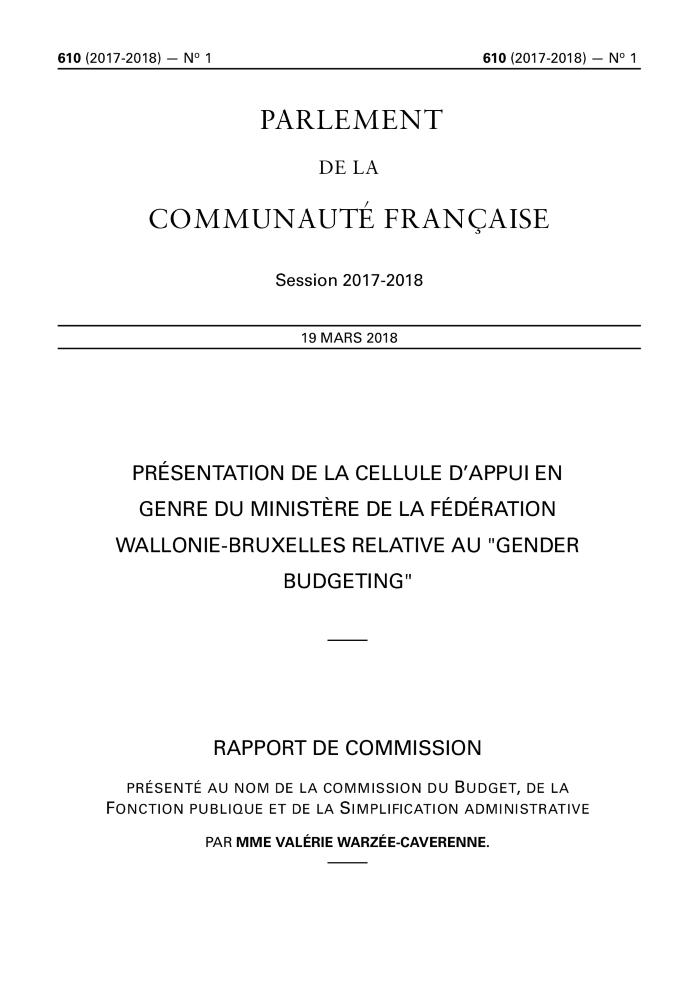 610 (2017-2018) — Nº 1 610 (2017-2018) — Nº 1
PARLEMENT
DE LA
COMMUNAUTÉ FRANÇAISE
Session 2017-2018
19 MARS 2018
PRÉSENTATION DE LA CELLULE D’APPUI EN
GENRE DU MINISTÈRE DE LA FÉDÉRATION
WALLONIE-BRUXELLES RELATIVE AU "GENDER
BUDGETING"
RAPPORT DE COMMISSION
PRÉSENTÉ AU NOM DE LA COMMISSION DU BUDGET, DE LA
FONCTION PUBLIQUE ET DE LA SIMPLIFICATION ADMINISTRATIVE
PAR MME VALÉRIE WARZÉE-CAVERENNE.